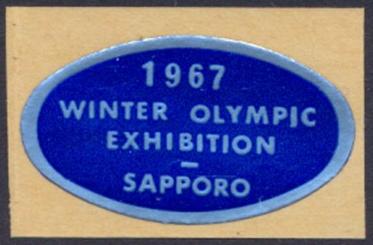 1967
WINTER OLYMPIC
EXHIBITION
–
SAPPORO